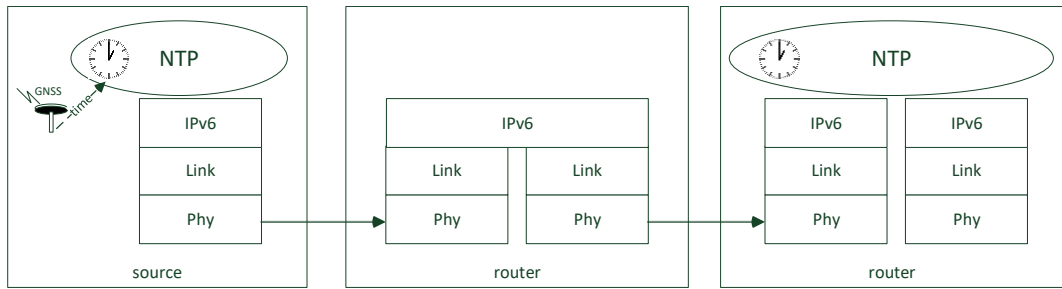 NTP
GNSS
time
IPv6
Link
Phy
source
IPv6
Link Link
Phy Phy
router
NTP
IPv6 IPv6
Link Link
Phy Phy
router